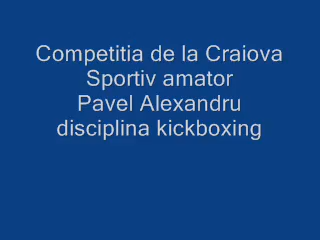 Competitia de la Craiova
Sportiv amator
Pavel Alexandru
disciplina kickboxing